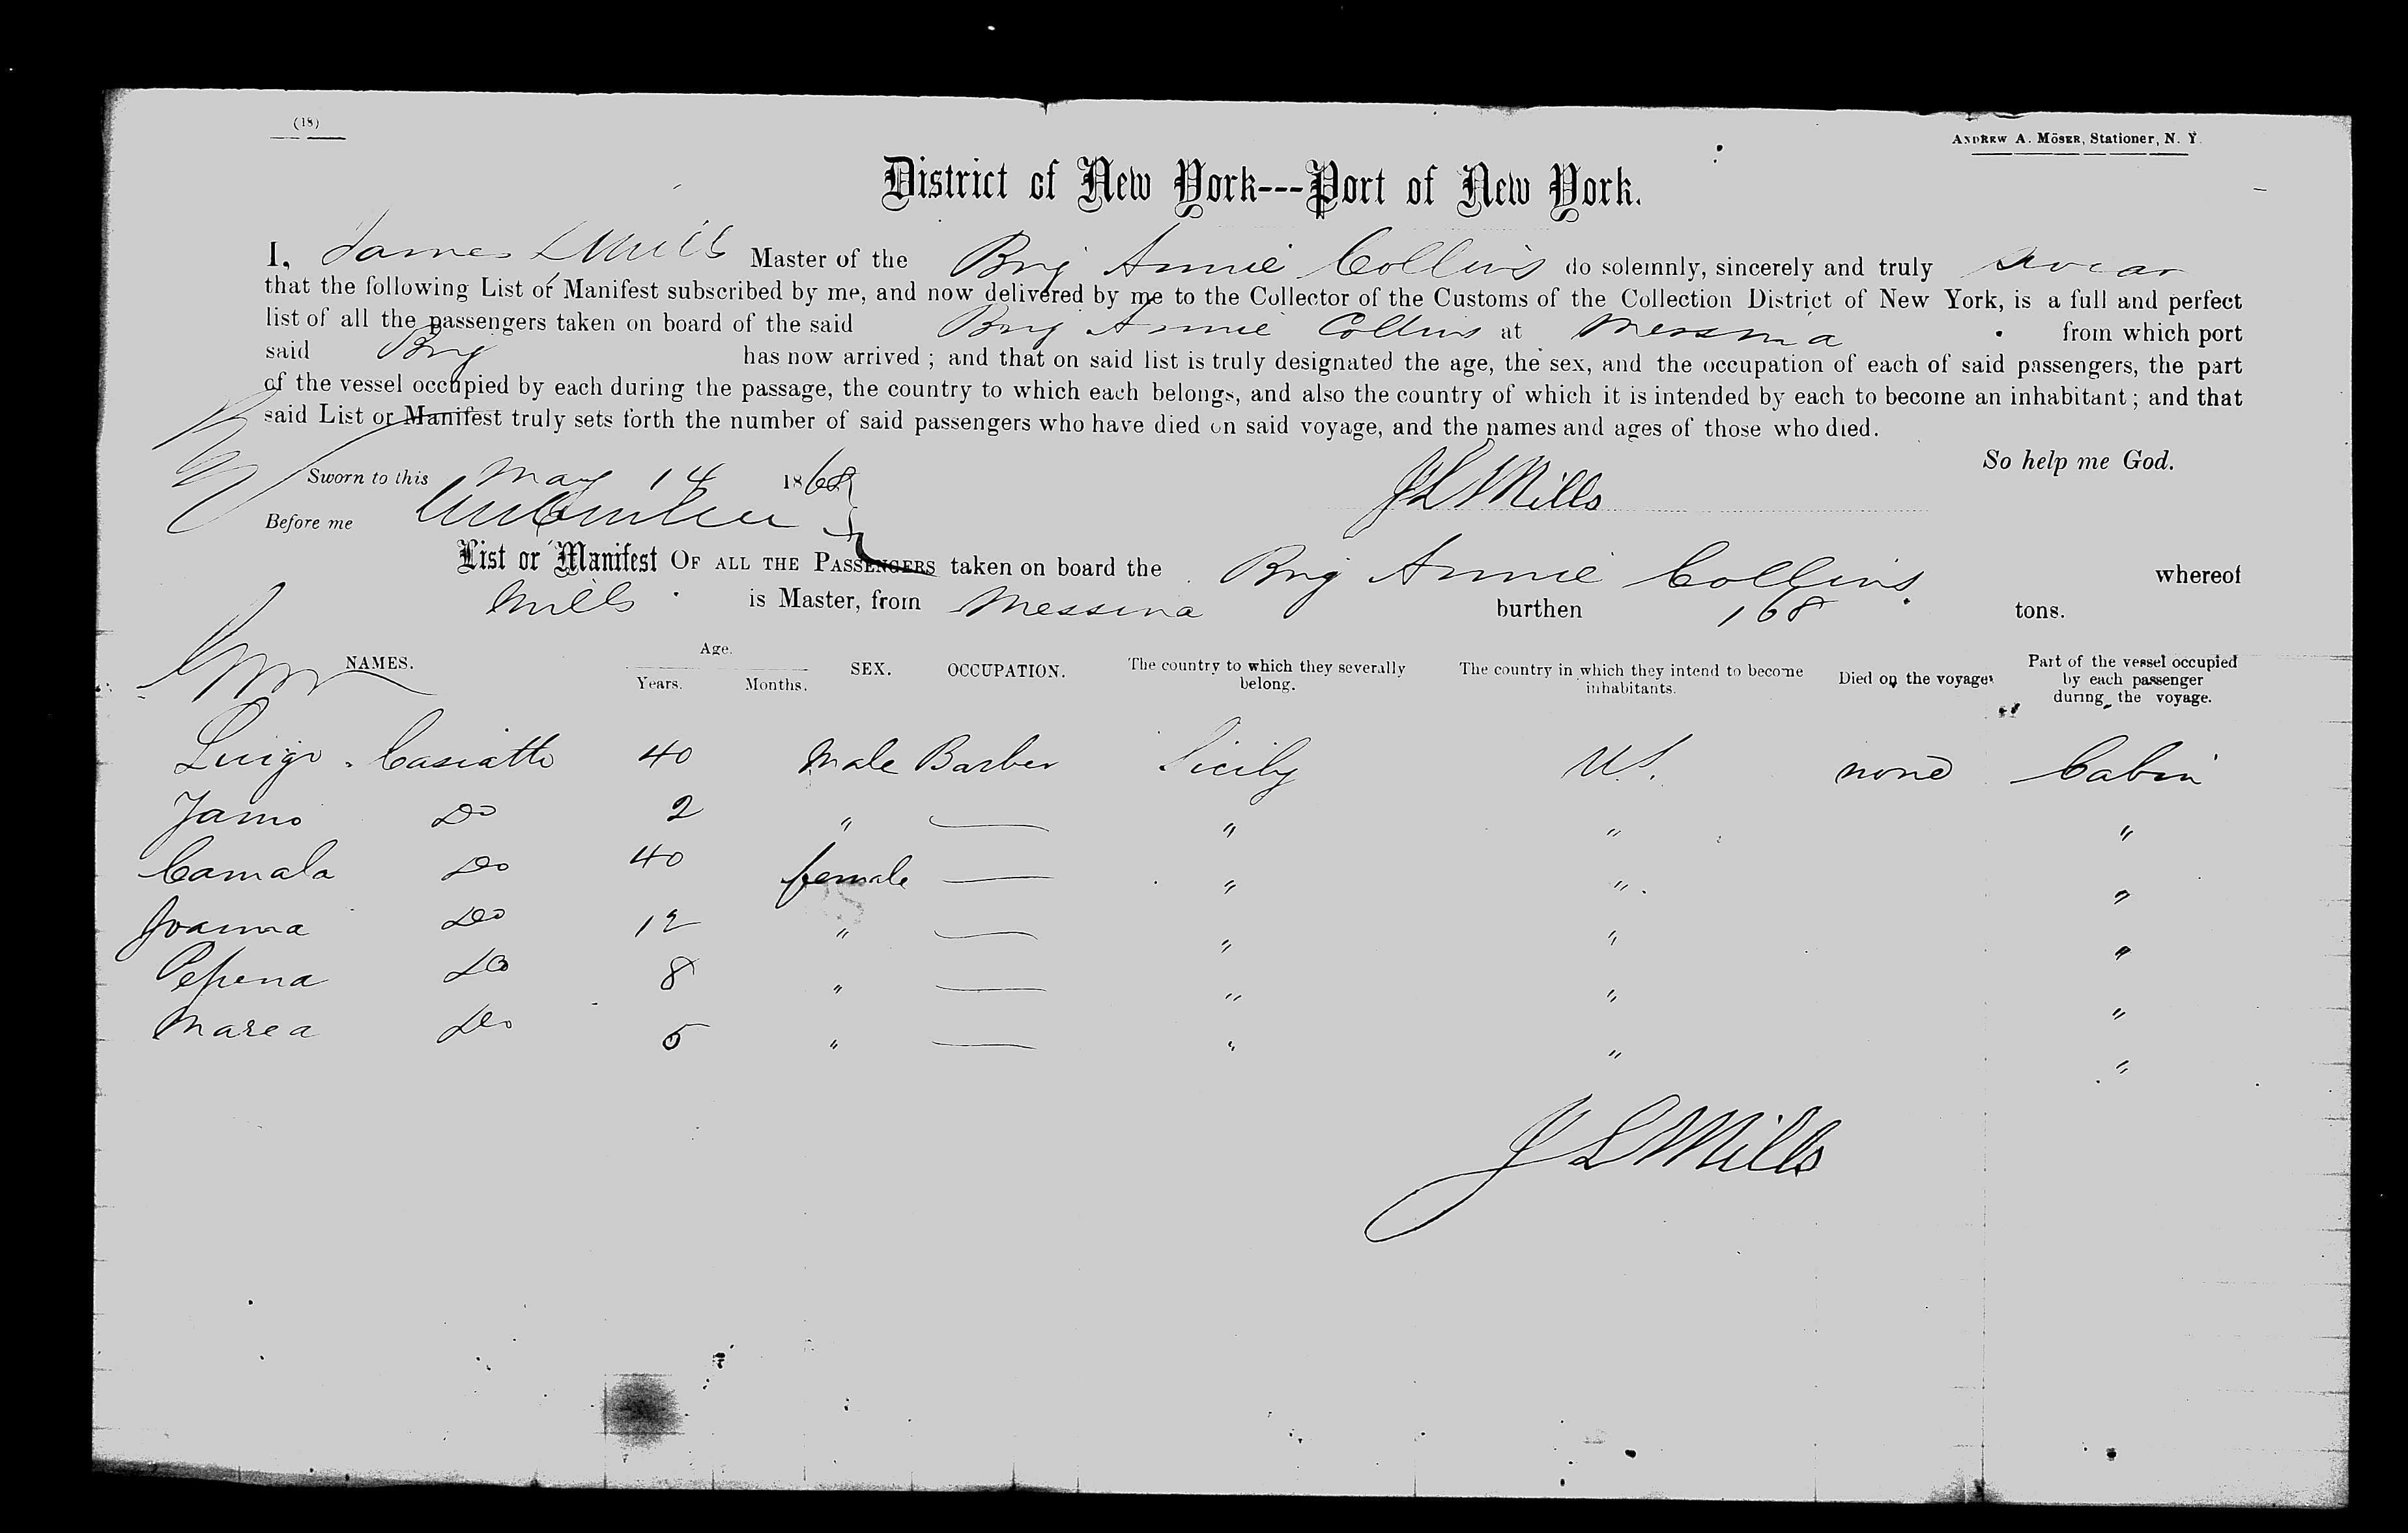 (18)
ANDREW A. MÖSER, Stationer, N. Y.
District of New York---Port of New York.
I, James L Mills Master of the Brig Annie Collins do solemnly, sincerely and truly swear
that the following List or Manifest subscribed by me, and now delivered by me to the Collector of the Customs of the Collection District of New York, is a full and perfect
list of all the passengers taken on board of the said Brig Annie Collins at Messina from which port
said Brig has now arrived ; and that on said list is truly designated the age, the sex, and the occupation of each of said passengers, the part
of the vessel occupied by each during the passage, the country to which each belongs, and also the country of which it is intended by each to become an inhabitant ; and that
said List or Manifest truly sets forth the number of said passengers who have died on said voyage, and the names and ages of those who died.
So help me God.
Sworn to this May 14 1868
J L Mills
Before me
List or Manifest OF ALL THE PASSENGERS taken on board the Brig Annie Collins whereof
Mills is Master, from Messina burthen 168 tons.
NAMES. Age. Years. Months. SEX. OCCUPATION. The country to which they severally belong. The country in which they intend to become inhabitants. Died on the voyage. Part of the vessel occupied by each passenger during the voyage.
Luigi Casiatto 40 Male Barber Sicily U.S. none Cabin
Jamo Do 2 " — " " "
Camala Do 40 female — " " "
Joanna Do 12 " — " " "
Pepena Do 8 " — " " "
Marea Do 5 " — " " "
J L Mills